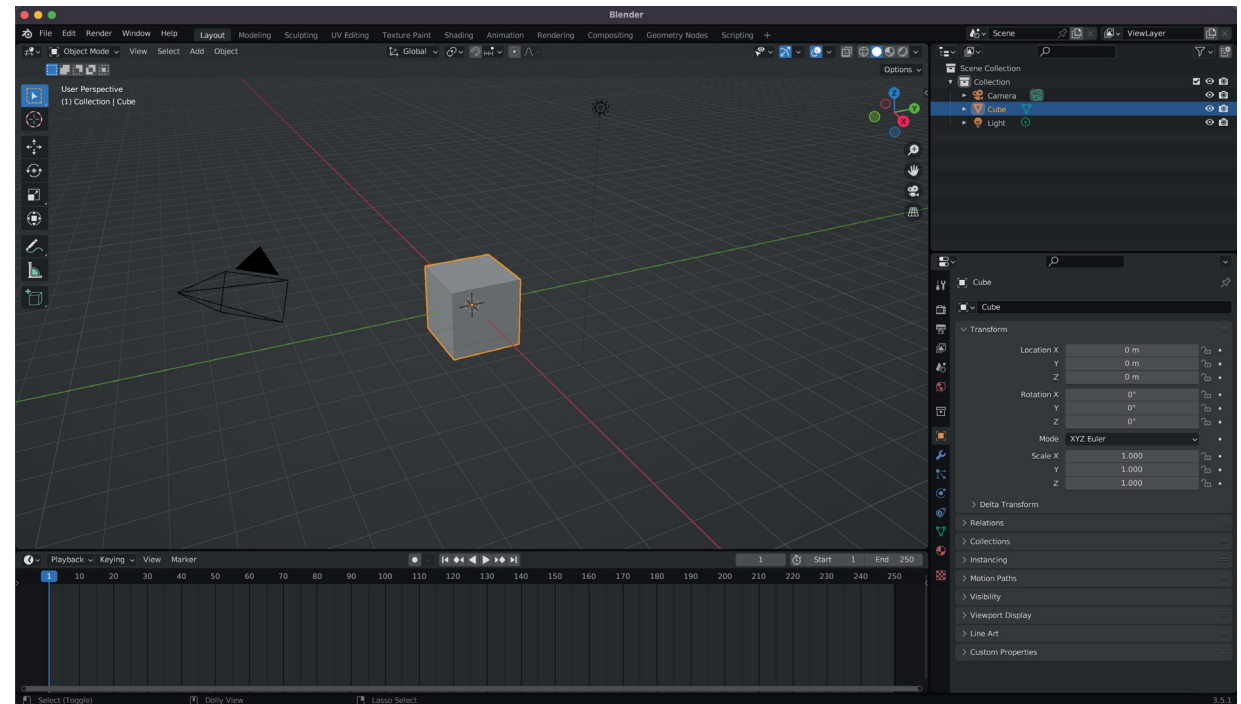 Blender
File Edit Render Window Help Layout Modeling Sculpting UV Editing Texture Paint Shading Animation Rendering Compositing Geometry Nodes Scripting + Scene ViewLayer
Object Mode View Select Add Object Global
Options
User Perspective
(1) Collection | Cube
Z
Y
X
Scene Collection
Collection
Camera
Cube
Light
Cube
Cube
Transform
Location X 0 m
Y 0 m
Z 0 m
Rotation X 0°
Y 0°
Z 0°
Mode XYZ Euler
Scale X 1.000
Y 1.000
Z 1.000
Delta Transform
Relations
Collections
Instancing
Motion Paths
Visibility
Viewport Display
Line Art
Custom Properties
Playback Keying View Marker 1 Start 1 End 250
1 10 20 30 40 50 60 70 80 90 100 110 120 130 140 150 160 170 180 190 200 210 220 230 240 250
Select (Toggle) Dolly View Lasso Select 3.5.1